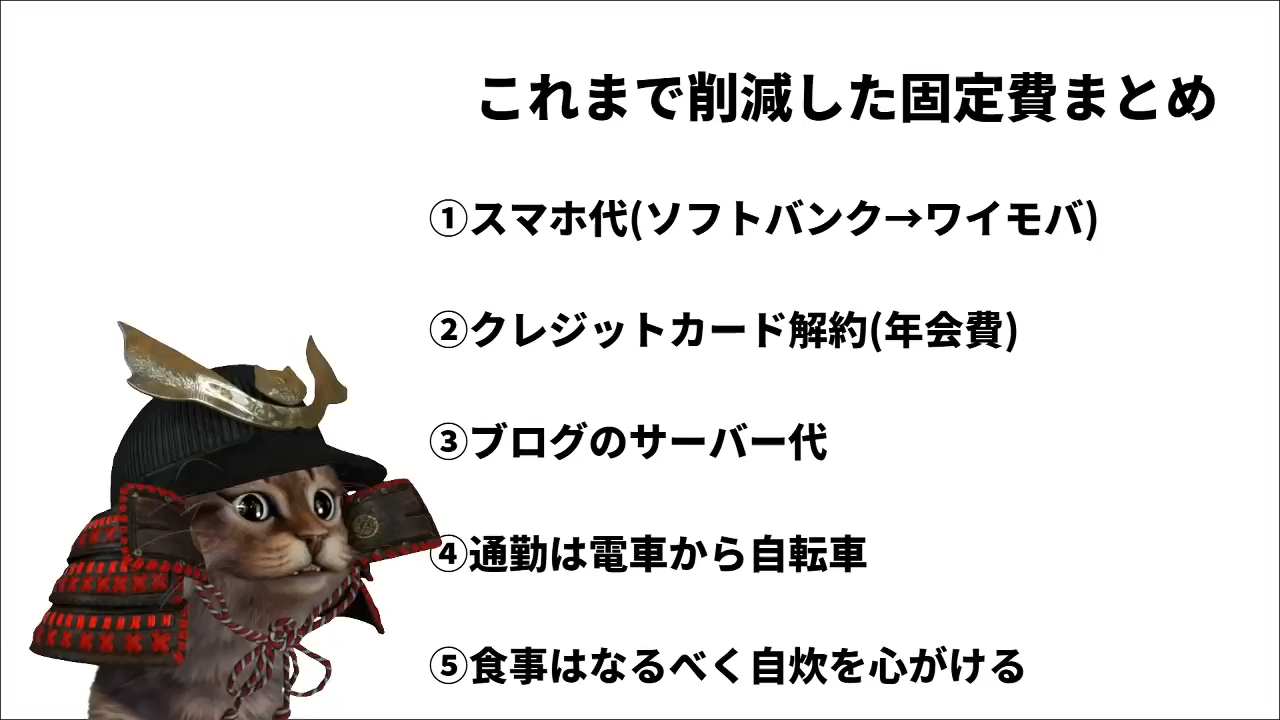 これまで削減した固定費まとめ
①スマホ代(ソフトバンク→ワイモバ)
②クレジットカード解約(年会費)
③ブログのサーバー代
④通勤は電車から自転車
⑤食事はなるべく自炊を心がける